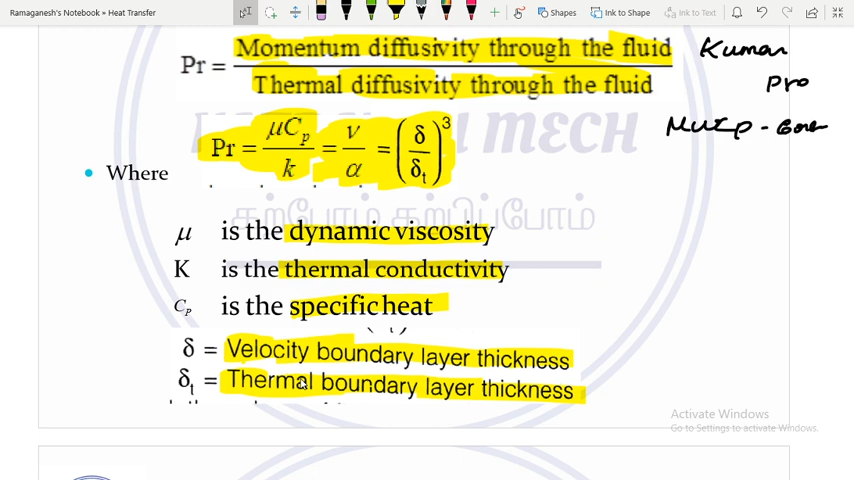 Ramaganesh's Notebook » Heat Transfer
Shapes
Ink to Shape
Ink to Text
Pr = Momentum diffusivity through the fluid / Thermal diffusivity through the fluid
Kumar
Pro
Pr = μCp / k = ν / α = (δ / δt)^3
MECH
• Where
கற்போம் கற்பிப்போம்
μ is the dynamic viscosity
K is the thermal conductivity
CP is the specific heat
δ = Velocity boundary layer thickness
δt = Thermal boundary layer thickness
Activate Windows
Go to Settings to activate Windows.